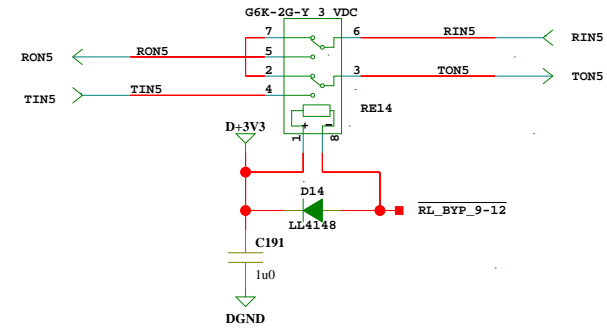 G6K-2G-Y 3 VDC
7 6 RIN5 RIN5
RON5 RON5 5
2 3 TON5 TON5
TIN5 TIN5 4
RE14
D+3V3 + -
1 8
D14
RL_BYP_9-12
LL4148
C191
1u0
DGND